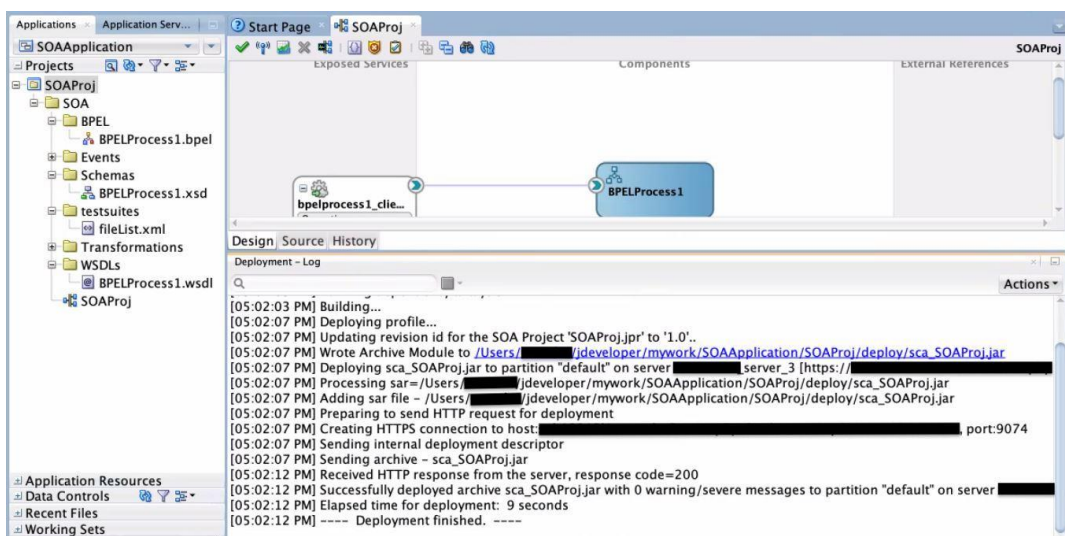 Applications
Application Serv...
SOAApplication
Projects
SOAProj
SOA
BPEL
BPELProcess1.bpel
Events
Schemas
BPELProcess1.xsd
testsuites
fileList.xml
Transformations
WSDLs
BPELProcess1.wsdl
SOAProj
Application Resources
Data Controls
Recent Files
Working Sets
Start Page
SOAProj
SOAProj
Exposed Services
Components
External References
bpelprocess1_clie...
BPELProcess1
Design Source History
Deployment - Log
Actions
[05:02:03 PM] Building...
[05:02:07 PM] Deploying profile...
[05:02:07 PM] Updating revision id for the SOA Project 'SOAProj.jpr' to '1.0'..
[05:02:07 PM] Wrote Archive Module to /Users/ /jdeveloper/mywork/SOAApplication/SOAProj/deploy/sca_SOAProj.jar
[05:02:07 PM] Deploying sca_SOAProj.jar to partition "default" on server _server_3 [https://
[05:02:07 PM] Processing sar=/Users/ /jdeveloper/mywork/SOAApplication/SOAProj/deploy/sca_SOAProj.jar
[05:02:07 PM] Adding sar file - /Users/ /jdeveloper/mywork/SOAApplication/SOAProj/deploy/sca_SOAProj.jar
[05:02:07 PM] Preparing to send HTTP request for deployment
[05:02:07 PM] Creating HTTPS connection to host: , port:9074
[05:02:07 PM] Sending internal deployment descriptor
[05:02:07 PM] Sending archive - sca_SOAProj.jar
[05:02:12 PM] Received HTTP response from the server, response code=200
[05:02:12 PM] Successfully deployed archive sca_SOAProj.jar with 0 warning/severe messages to partition "default" on server
[05:02:12 PM] Elapsed time for deployment: 9 seconds
[05:02:12 PM] ---- Deployment finished. ----